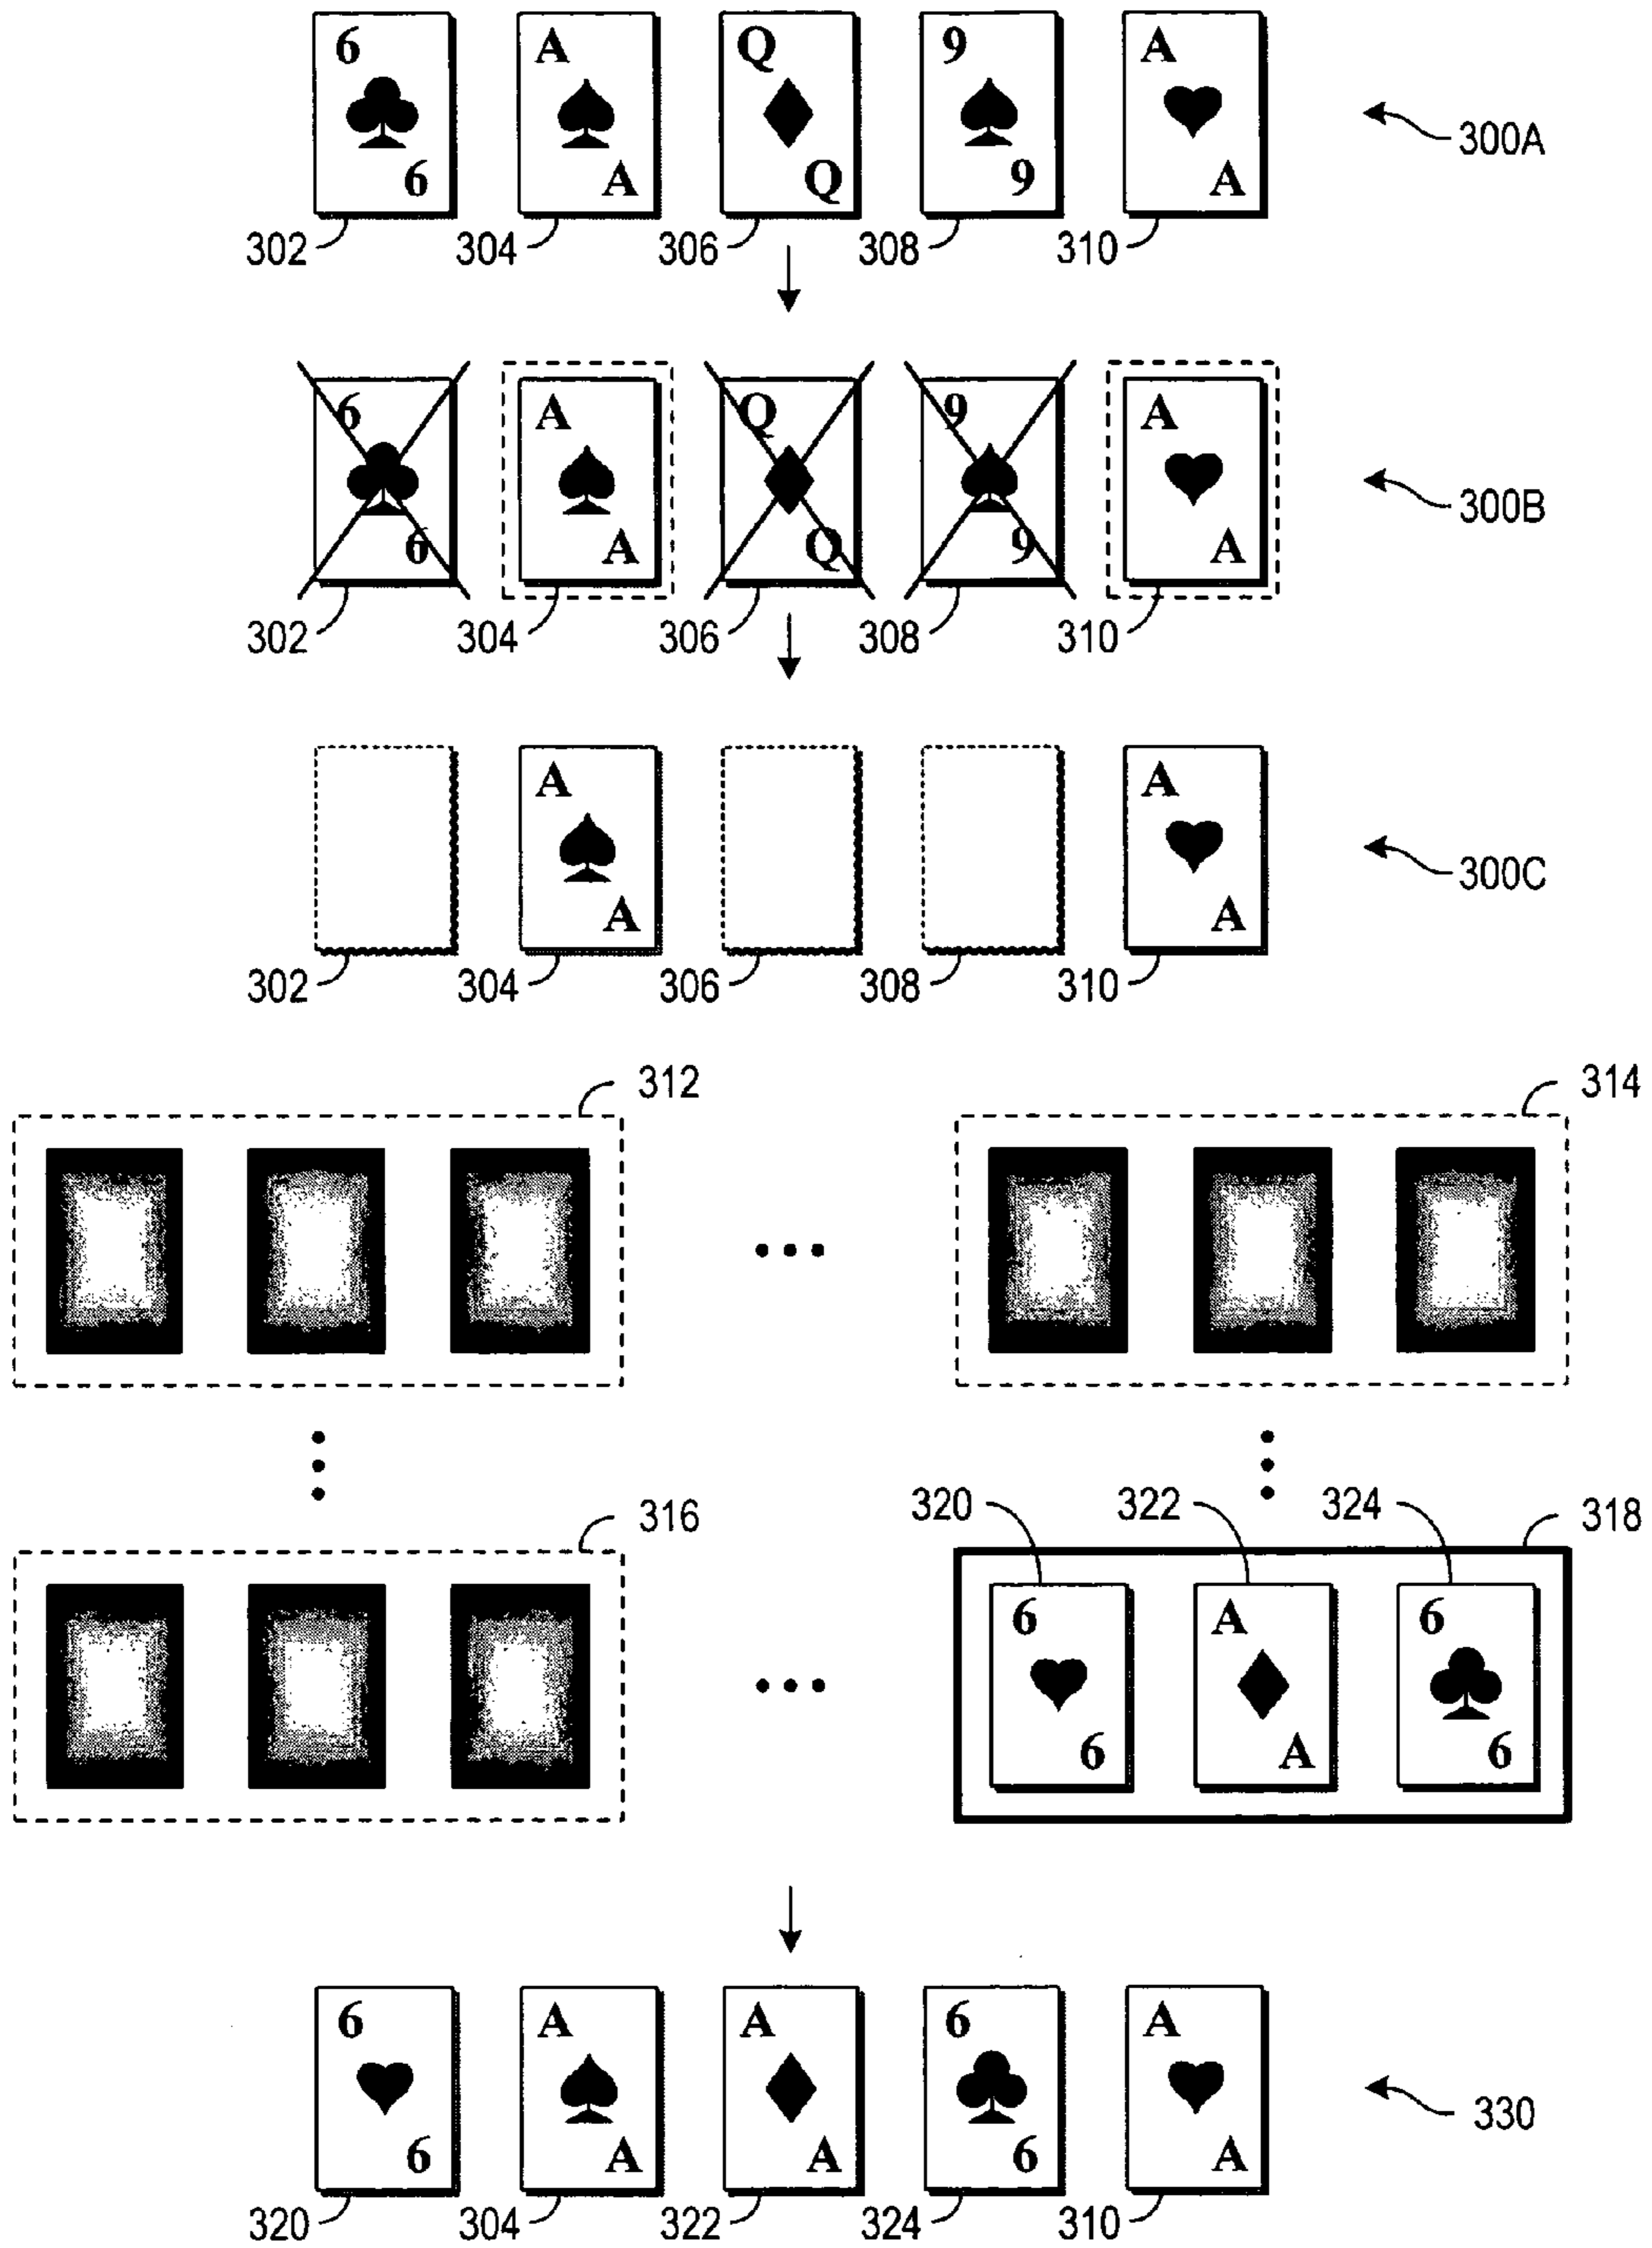 6 A Q 9 A
300A
6 A Q 9 A
302 304 306 308 310
6 A Q 9 A
300B
6 A Q 9 A
302 304 306 308 310
A A
300C
A A
302 304 306 308 310
312 314
316 320 322 324 318
6 A 6
6 A 6
6 A A 6 A
330
6 A A 6 A
320 304 322 324 310